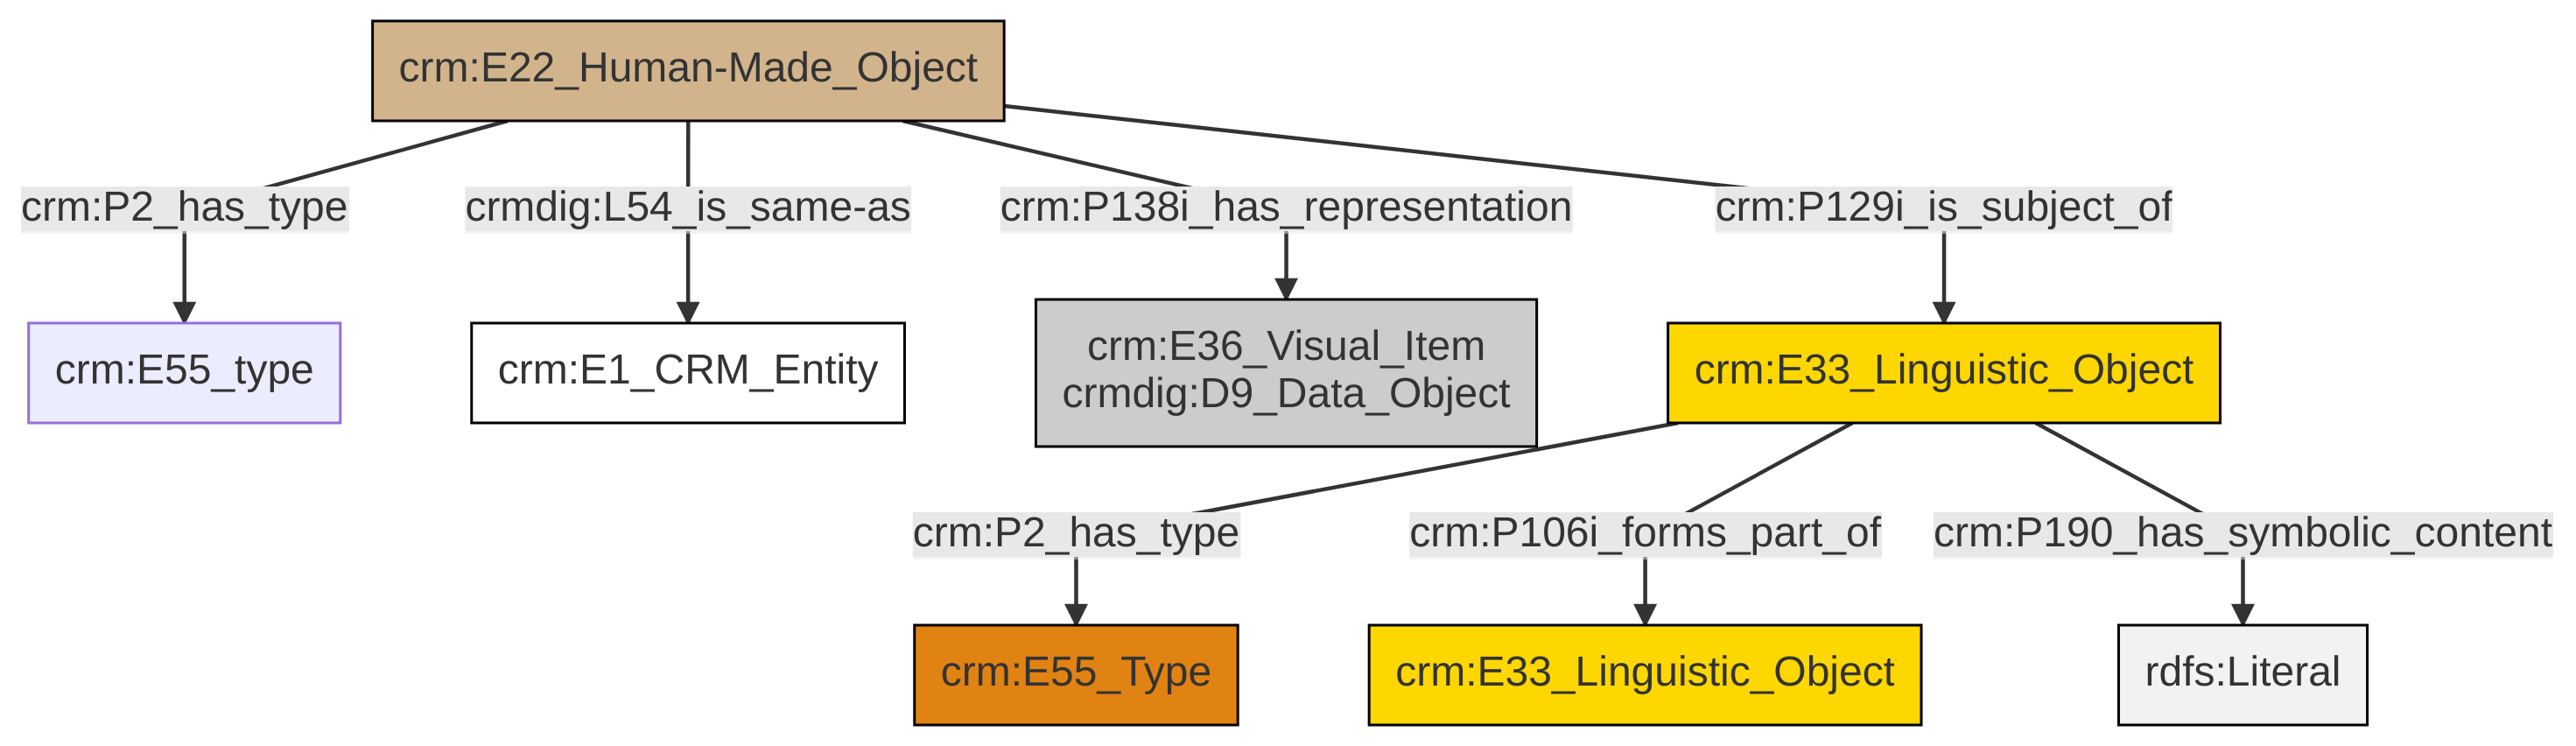 crm:E22_Human-Made_Object
crm:P2_has_type
crmdig:L54_is_same-as
crm:P138i_has_representation
crm:P129i_is_subject_of
crm:E55_type
crm:E1_CRM_Entity
crm:E36_Visual_Item
crmdig:D9_Data_Object
crm:E33_Linguistic_Object
crm:P2_has_type
crm:P106i_forms_part_of
crm:P190_has_symbolic_content
crm:E55_Type
crm:E33_Linguistic_Object
rdfs:Literal